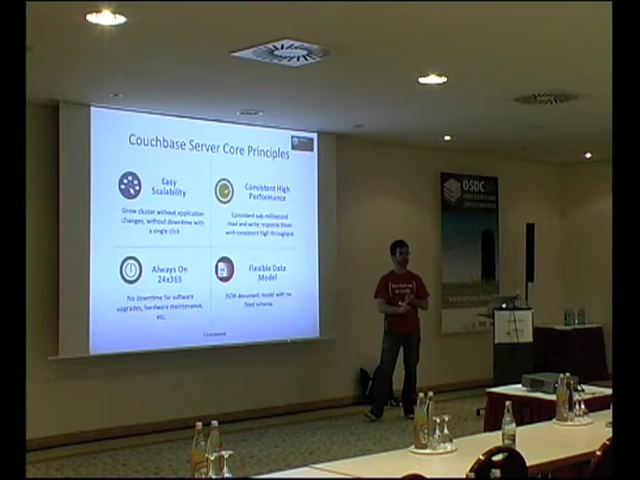 Couchbase Server Core Principles
Easy
Scalability
Grow cluster without application
changes, without downtime with
a single click
Consistent High
Performance
Consistent sub-millisecond
read and write response times
with consistent high throughput
Always On
24x365
No downtime for software
upgrades, hardware maintenance,
etc.
Flexible Data
Model
JSON document model with no
fixed schema.
OSDC